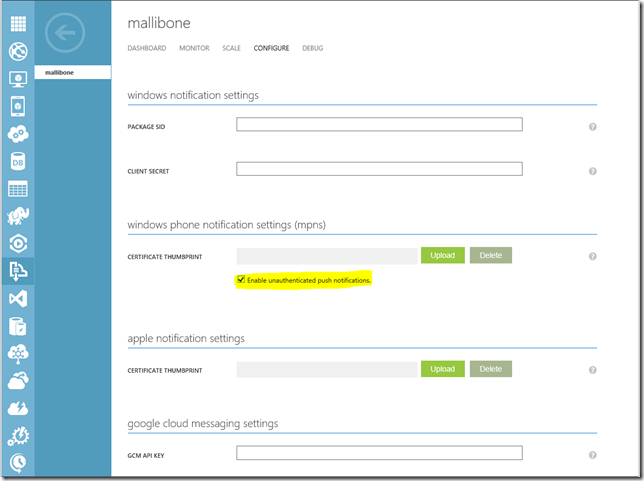 mallibone
DASHBOARD MONITOR SCALE CONFIGURE DEBUG
mallibone
windows notification settings
PACKAGE SID
?
CLIENT SECRET
?
windows phone notification settings (mpns)
CERTIFICATE THUMBPRINT Upload Delete ?
Enable unauthenticated push notifications.
apple notification settings
CERTIFICATE THUMBPRINT Upload Delete ?
google cloud messaging settings
GCM API KEY ?
DB